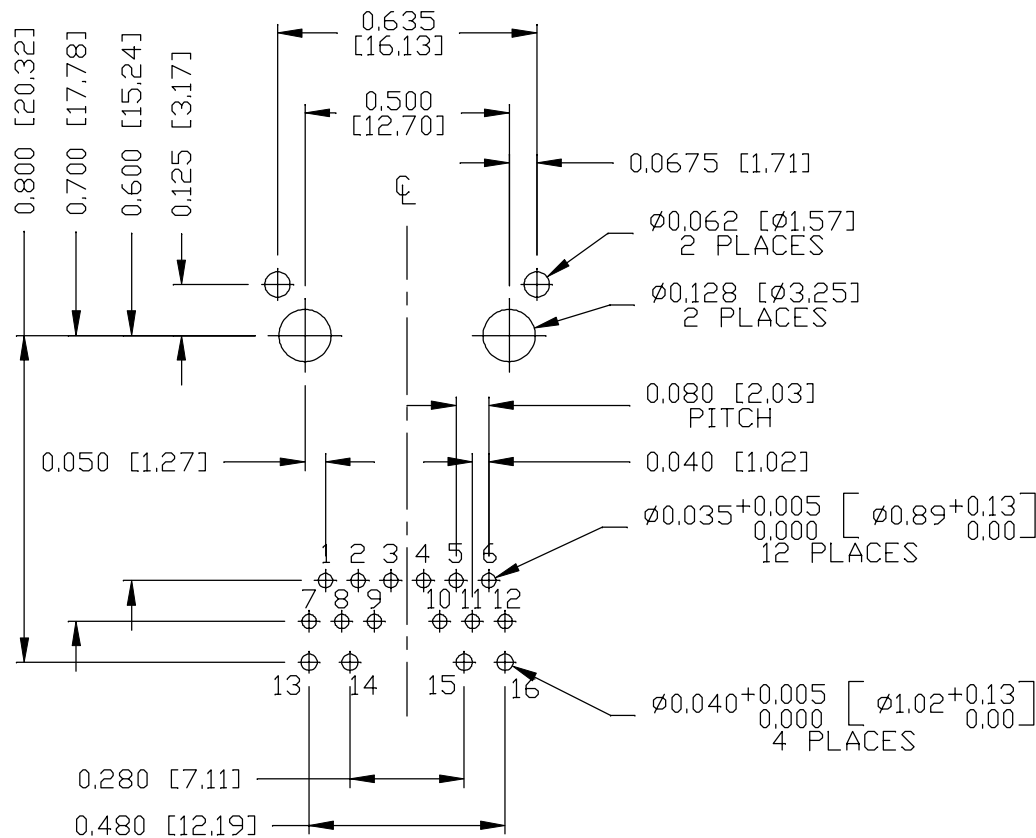 0.635
[16.13]
0.800 [20.32]
0.700 [17.78]
0.600 [15.24]
0.125 [3.17]
0.500
[12.70]
0.0675 [1.71]
℄
Ø0.062 [Ø1.57]
2 PLACES
Ø0.128 [Ø3.25]
2 PLACES
0.080 [2.03]
PITCH
0.050 [1.27]
0.040 [1.02]
Ø0.035 +0.005 0.000 [ Ø0.89 +0.13 0.00 ]
12 PLACES
1 2 3 4 5 6
7 8 9 10 11 12
13 14 15 16
Ø0.040 +0.005 0.000 [ Ø1.02 +0.13 0.00 ]
4 PLACES
0.280 [7.11]
0.480 [12.19]